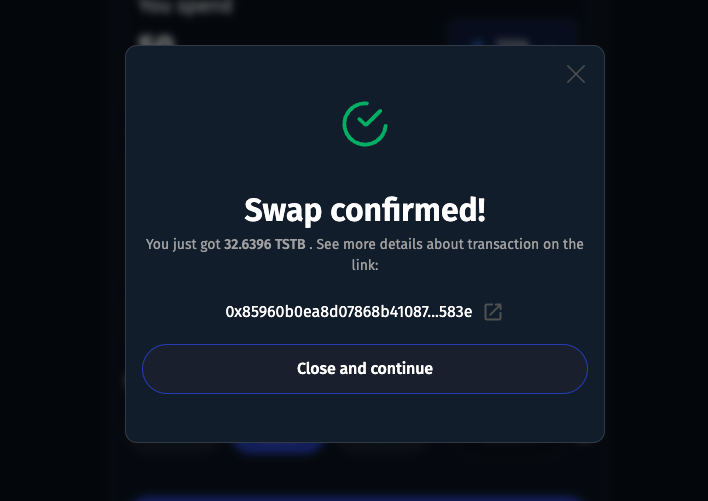 You spend
50
Swap confirmed!
You just got 32.6396 TSTB . See more details about transaction on the
link:
0x85960b0ea8d07868b41087...583e
Close and continue